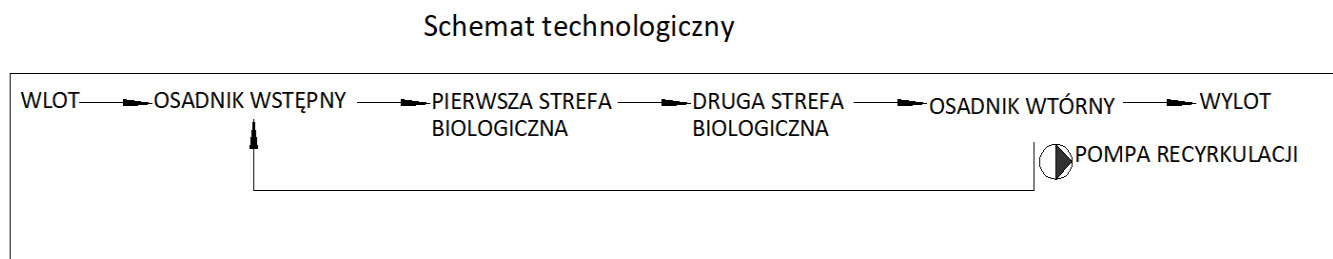 Schemat technologiczny
WLOT
OSADNIK WSTĘPNY
PIERWSZA STREFA
BIOLOGICZNA
DRUGA STREFA
BIOLOGICZNA
OSADNIK WTÓRNY
WYLOT
POMPA RECYRKULACJI